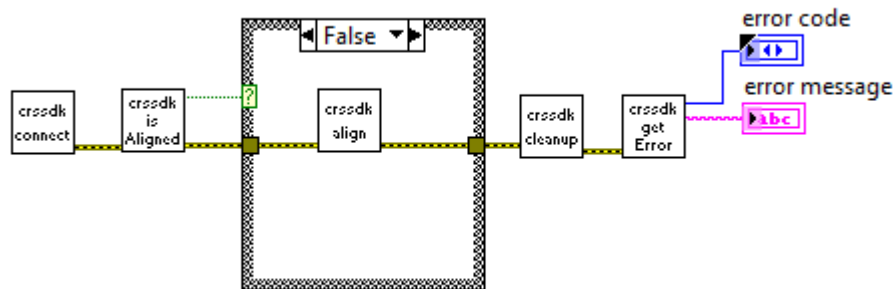 error code
False
error message
crssdk
connect
crssdk
is
Aligned
?
crssdk
align
crssdk
cleanup
crssdk
get
Error
abc